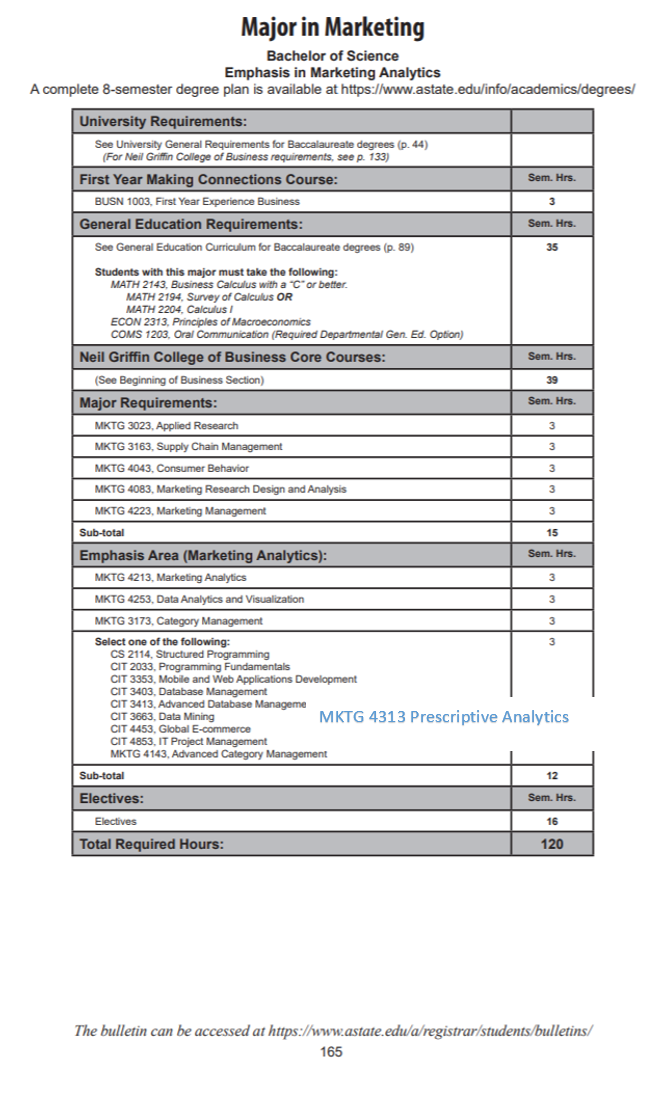 Major in Marketing
Bachelor of Science
Emphasis in Marketing Analytics
A complete 8-semester degree plan is available at https://www.astate.edu/info/academics/degrees/
University Requirements:
See University General Requirements for Baccalaureate degrees (p. 44)
(For Neil Griffin College of Business requirements, see p. 133)
First Year Making Connections Course: Sem. Hrs.
BUSN 1003, First Year Experience Business 3
General Education Requirements: Sem. Hrs.
See General Education Curriculum for Baccalaureate degrees (p. 89) 35
Students with this major must take the following:
MATH 2143, Business Calculus with a “C” or better.
MATH 2194, Survey of Calculus OR
MATH 2204, Calculus I
ECON 2313, Principles of Macroeconomics
COMS 1203, Oral Communication (Required Departmental Gen. Ed. Option)
Neil Griffin College of Business Core Courses: Sem. Hrs.
(See Beginning of Business Section) 39
Major Requirements: Sem. Hrs.
MKTG 3023, Applied Research 3
MKTG 3163, Supply Chain Management 3
MKTG 4043, Consumer Behavior 3
MKTG 4083, Marketing Research Design and Analysis 3
MKTG 4223, Marketing Management 3
Sub-total 15
Emphasis Area (Marketing Analytics): Sem. Hrs.
MKTG 4213, Marketing Analytics 3
MKTG 4253, Data Analytics and Visualization 3
MKTG 3173, Category Management 3
Select one of the following: 3
CS 2114, Structured Programming
CIT 2033, Programming Fundamentals
CIT 3353, Mobile and Web Applications Development
CIT 3403, Database Management
CIT 3413, Advanced Database Manageme
CIT 3663, Data Mining MKTG 4313 Prescriptive Analytics
CIT 4453, Global E-commerce
CIT 4853, IT Project Management
MKTG 4143, Advanced Category Management
Sub-total 12
Electives: Sem. Hrs.
Electives 16
Total Required Hours: 120
The bulletin can be accessed at https://www.astate.edu/a/registrar/students/bulletins/
165